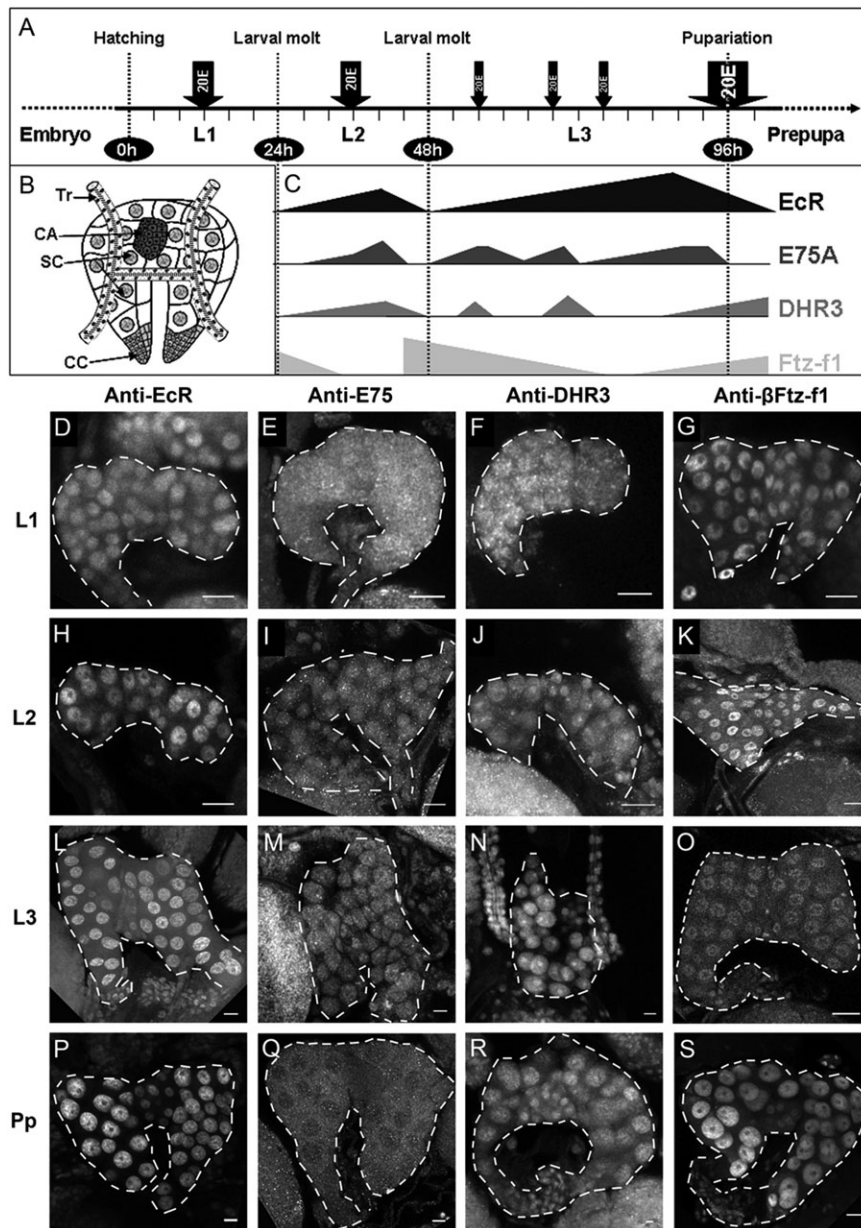 A
Hatching
Larval molt
Larval molt
Pupariation
20E
20E
20E
20E
20E
20E
Embryo
L1
L2
L3
Prepupa
0h
24h
48h
96h
B
Tr
CA
SC
CC
C
EcR
E75A
DHR3
Ftz-f1
Anti-EcR
Anti-E75
Anti-DHR3
Anti-βFtz-f1
L1
D
E
F
G
L2
H
I
J
K
L3
L
M
N
O
Pp
P
Q
R
S